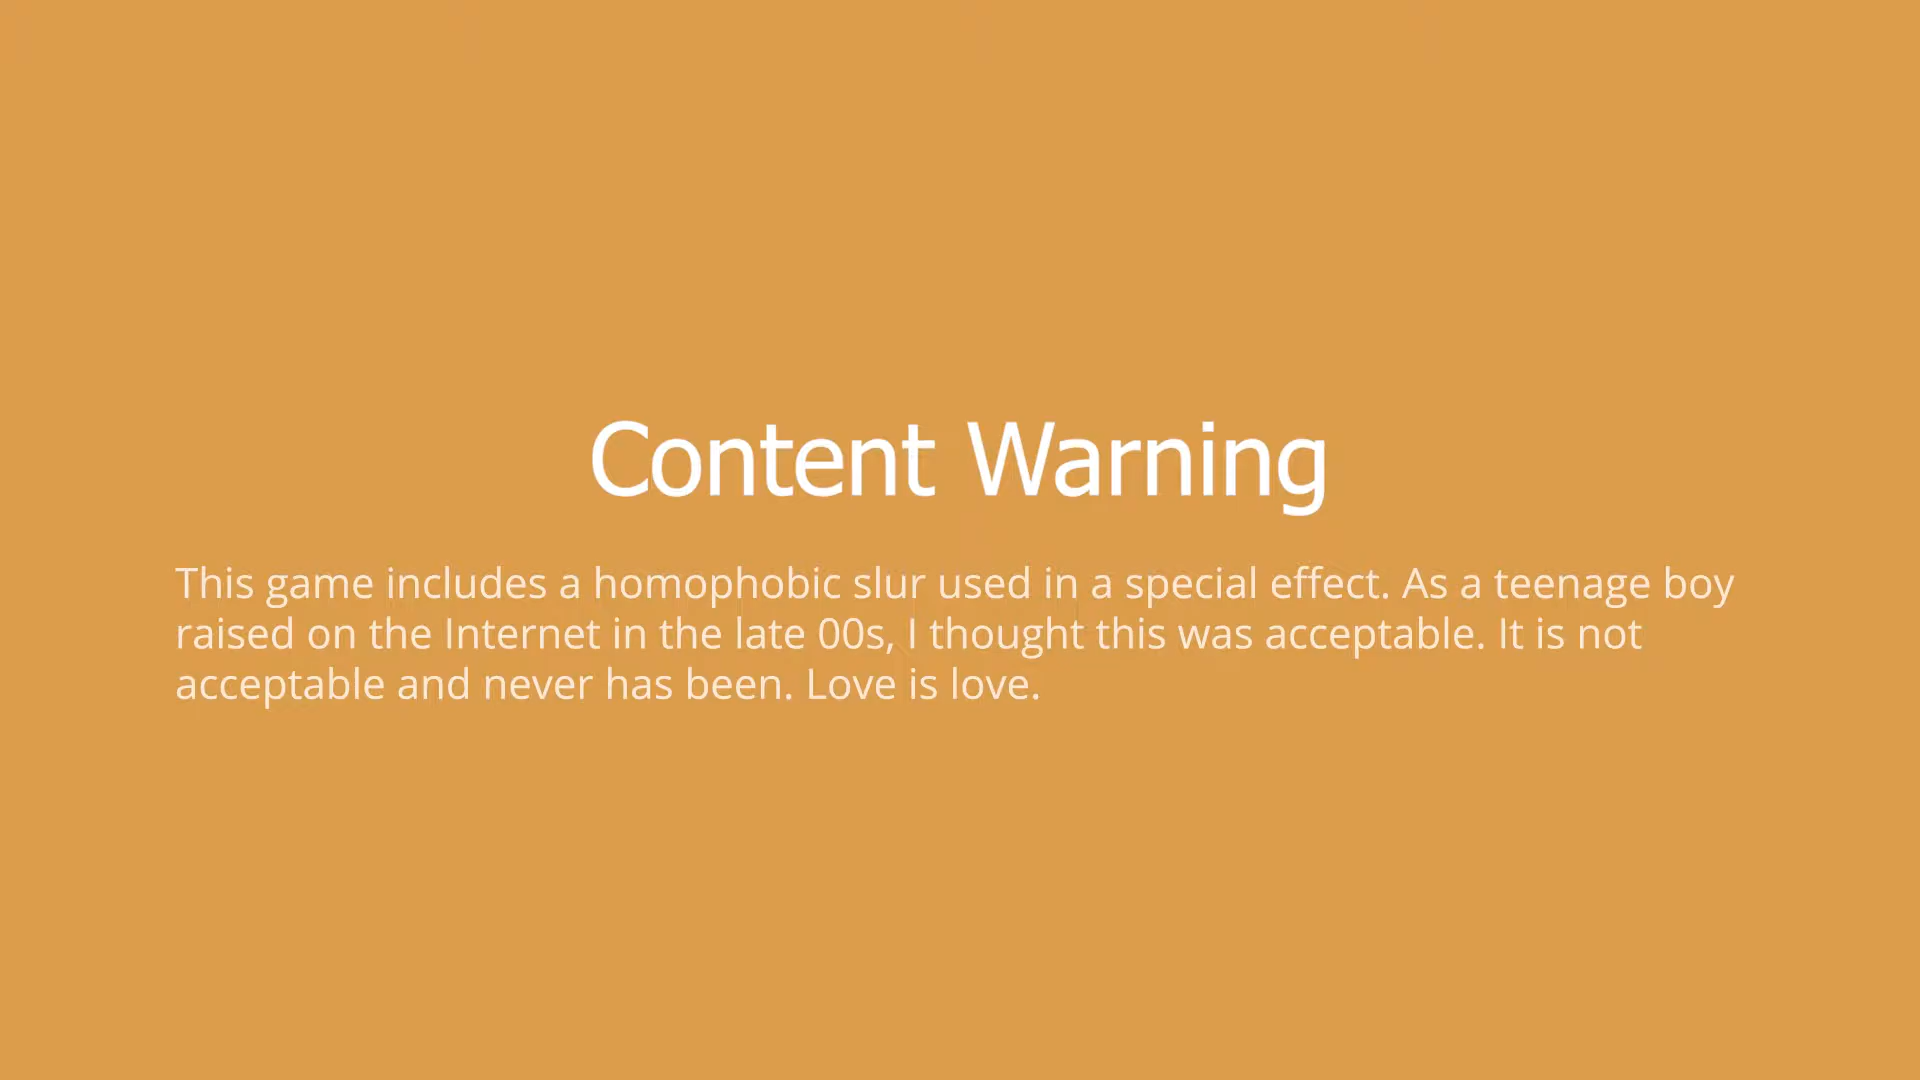 Content Warning
This game includes a homophobic slur used in a special effect. As a teenage boy
raised on the Internet in the late 00s, I thought this was acceptable. It is not
acceptable and never has been. Love is love.